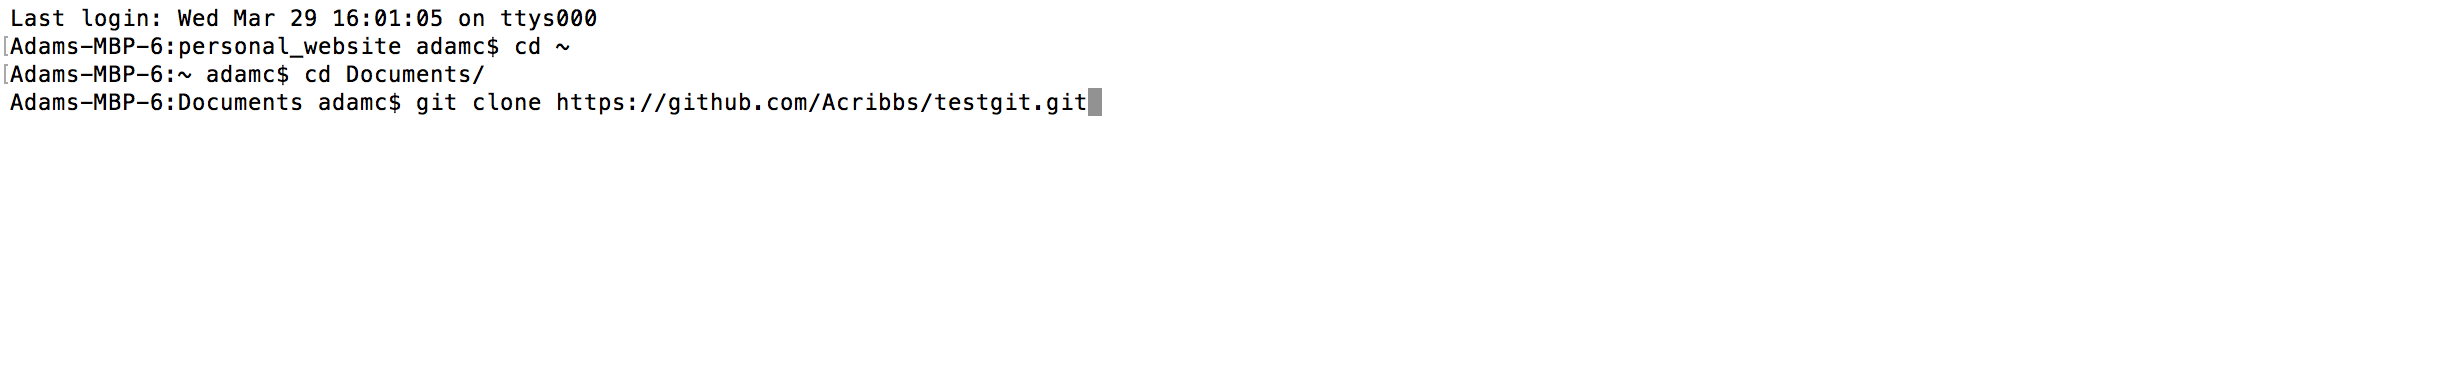 Last login: Wed Mar 29 16:01:05 on ttys000
[Adams-MBP-6:personal_website adamc$ cd ~
[Adams-MBP-6:~ adamc$ cd Documents/
Adams-MBP-6:Documents adamc$ git clone https://github.com/Acribbs/testgit.git